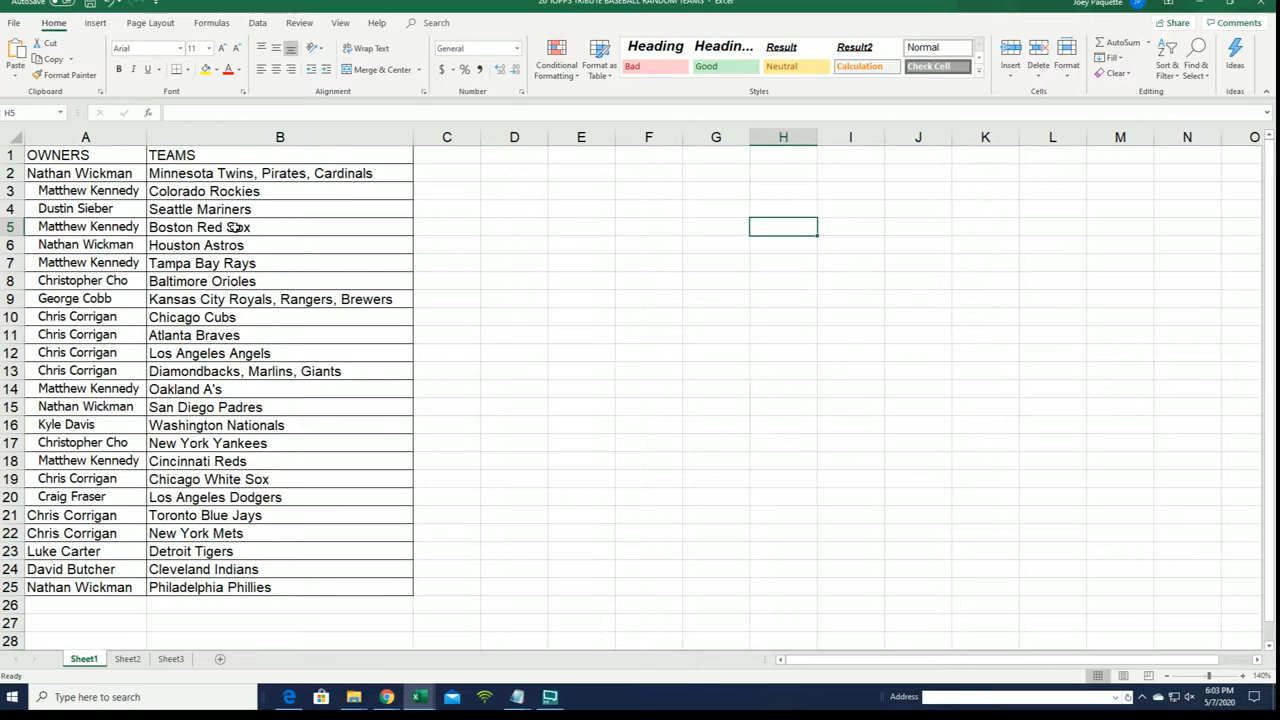 AutoSave
20 TOPPS TRIBUTE BASEBALL RANDOM TEAMS - Excel
Joey Paquette
File Home Insert Page Layout Formulas Data Review View Help Search Share Comments
Paste Cut Copy Format Painter Clipboard
Arial 11 Font
Wrap Text Merge & Center Alignment
General Number
Conditional Formatting Format as Table
Heading Headin... Result Result2 Normal
Bad Good Neutral Calculation Check Cell
Styles
Insert Delete Format Cells
AutoSum Fill Clear Sort & Filter Find & Select Editing
Ideas Ideas
H5
A B C D E F G H I J K L M N O
1 OWNERS TEAMS
2 Nathan Wickman Minnesota Twins, Pirates, Cardinals
3 Matthew Kennedy Colorado Rockies
4 Dustin Sieber Seattle Mariners
5 Matthew Kennedy Boston Red Sox
6 Nathan Wickman Houston Astros
7 Matthew Kennedy Tampa Bay Rays
8 Christopher Cho Baltimore Orioles
9 George Cobb Kansas City Royals, Rangers, Brewers
10 Chris Corrigan Chicago Cubs
11 Chris Corrigan Atlanta Braves
12 Chris Corrigan Los Angeles Angels
13 Chris Corrigan Diamondbacks, Marlins, Giants
14 Matthew Kennedy Oakland A's
15 Nathan Wickman San Diego Padres
16 Kyle Davis Washington Nationals
17 Christopher Cho New York Yankees
18 Matthew Kennedy Cincinnati Reds
19 Chris Corrigan Chicago White Sox
20 Craig Fraser Los Angeles Dodgers
21 Chris Corrigan Toronto Blue Jays
22 Chris Corrigan New York Mets
23 Luke Carter Detroit Tigers
24 David Butcher Cleveland Indians
25 Nathan Wickman Philadelphia Phillies
26
27
28
Sheet1 Sheet2 Sheet3
Ready 140%
Type here to search Address 6:03 PM
5/7/2020